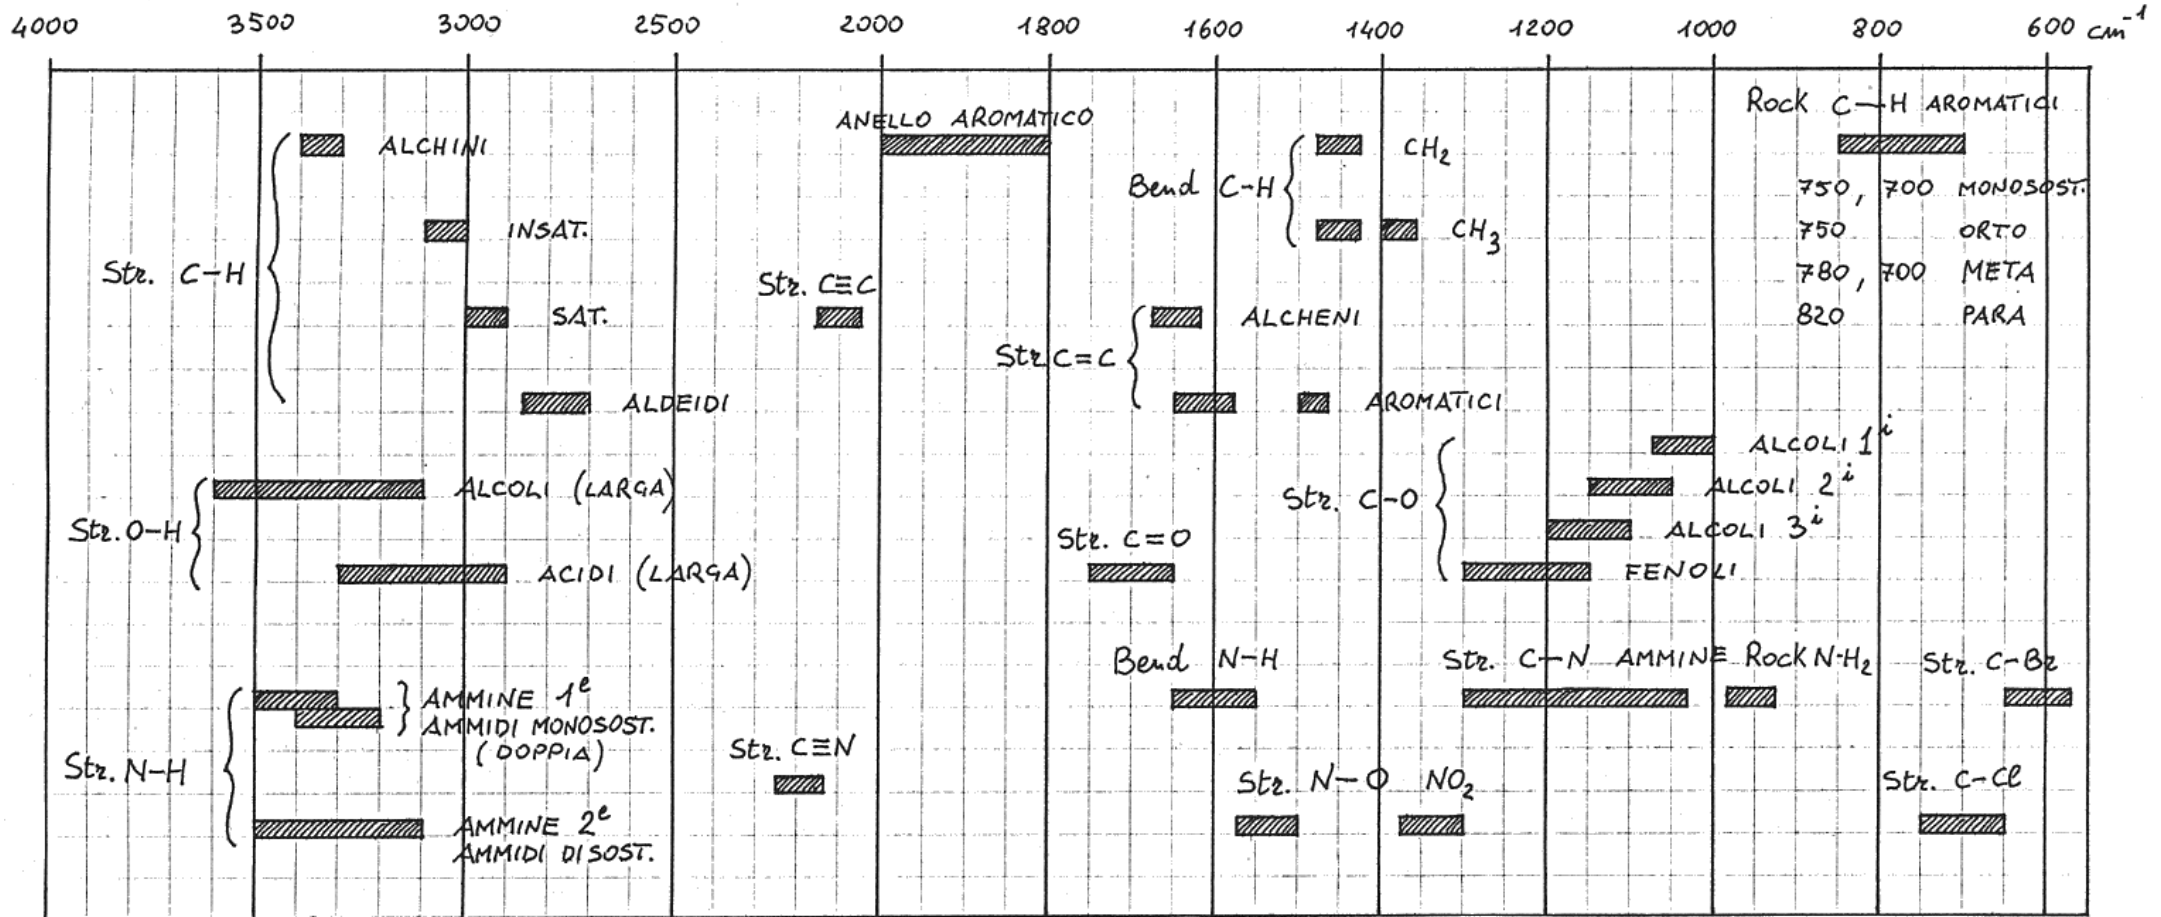 4000 3500 3000 2500 2000 1800 1600 1400 1200 1000 800 600 cm⁻¹
Rock C—H AROMATICI
750, 700 MONOSOST.
750 ORTO
780, 700 META
820 PARA
ANELLO AROMATICO
Str. C-H
ALCHINI
INSAT.
SAT.
ALDEIDI
Str. C≡C
Bend C-H
CH₂
CH₃
Str C=C
ALCHENI
AROMATICI
Str. O-H
ALCOLI (LARGA)
ACIDI (LARGA)
Str. C=O
Str. C-O
ALCOLI 1ⁱ
ALCOLI 2ⁱ
ALCOLI 3ⁱ
FENOLI
Str. N-H
AMMINE 1ᵉ
AMMIDI MONOSOST.
(DOPPIA)
AMMINE 2ᵉ
AMMIDI DISOST.
Str. C≡N
Bend N-H
Str. C-N AMMINE
Rock N-H₂
Str. C-Br
Str. N-O NO₂
Str. C-Cl